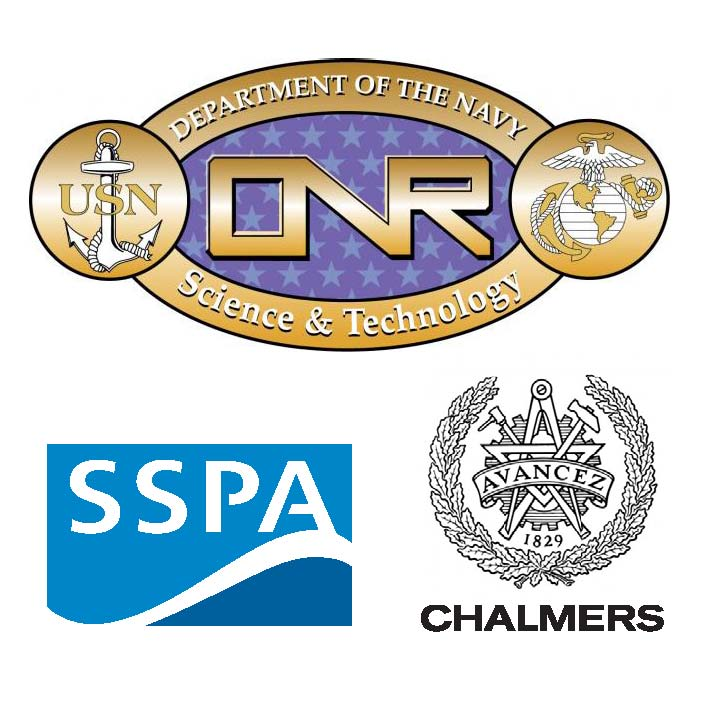 DEPARTMENT OF THE NAVY
USN
ONR
Science & Technology
SSPA
AVANCEZ
1829
CHALMERS